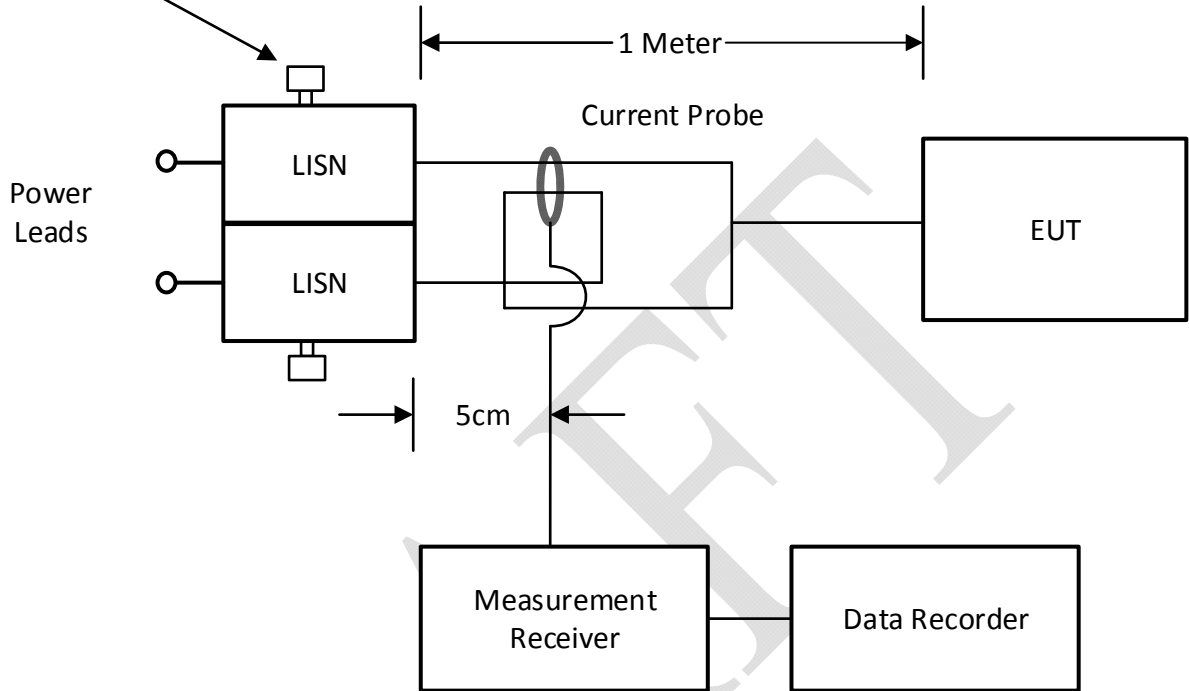 1 Meter
Current Probe
LISN
Power
Leads
EUT
LISN
5cm
Measurement
Receiver
Data Recorder